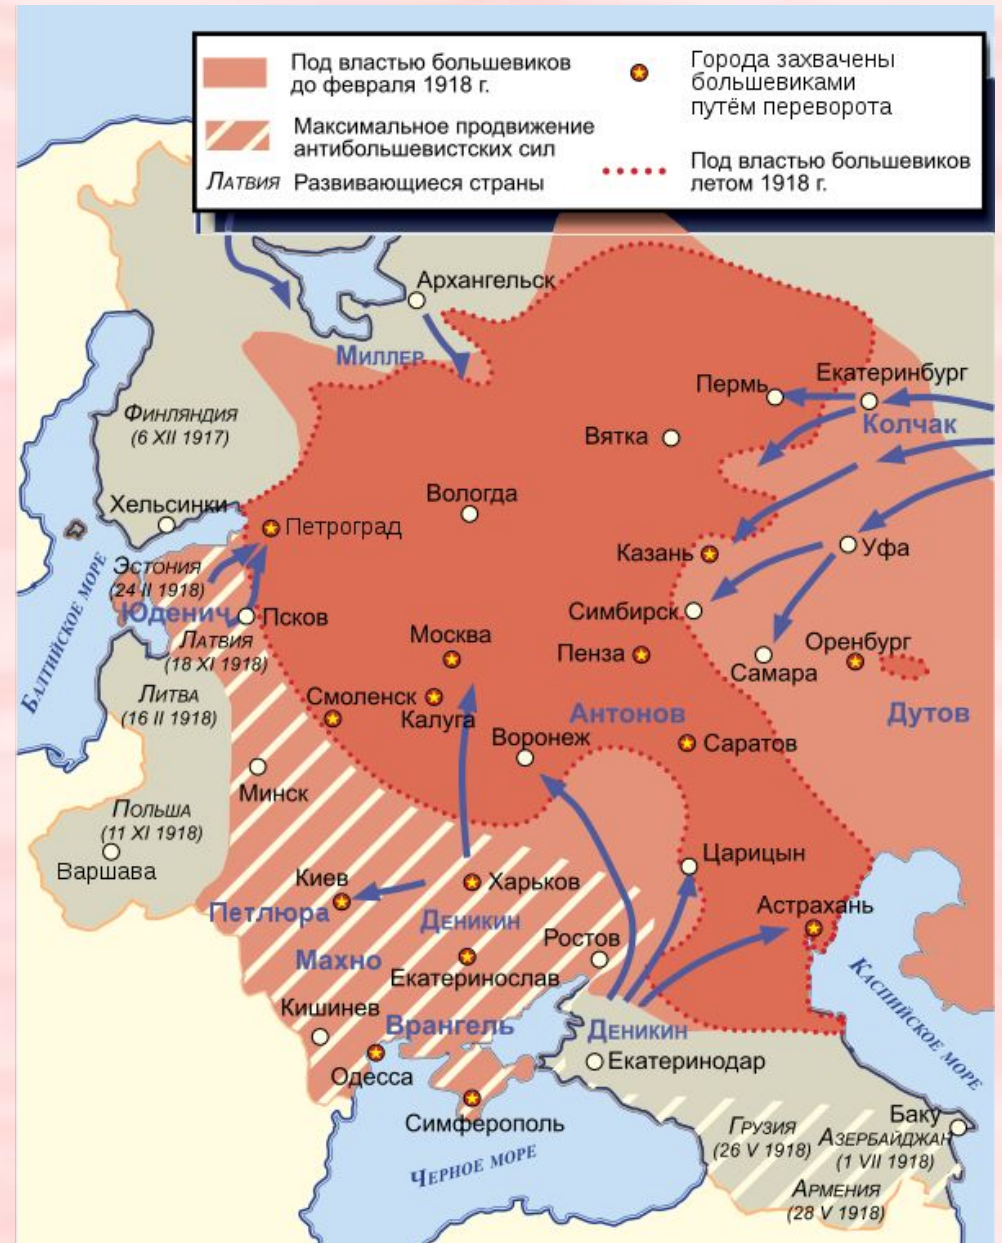 Под властью большевиков
до февраля 1918 г.
Максимальное продвижение
антибольшевистских сил
ЛАТВИЯ Развивающиеся страны
Города захвачены
большевиками
путём переворота
Под властью большевиков
летом 1918 г.
Архангельск
МИЛЛЕР
Пермь
Екатеринбург
Колчак
ФИНЛЯНДИЯ
(6 XII 1917)
Вятка
Вологда
Хельсинки
Петроград
Казань
Уфа
ЭСТОНИЯ
(24 II 1918)
Юденич
Псков
Симбирск
ЛАТВИЯ
(18 XI 1918)
Москва
Пенза
Самара
Оренбург
БАЛТИЙСКОЕ МОРЕ
ЛИТВА
(16 II 1918)
Смоленск
Калуга
Антонов
Дутов
Воронеж
Саратов
Минск
ПОЛЬША
(11 XI 1918)
Варшава
Царицын
Киев
Харьков
Петлюра
ДЕНИКИН
Астрахань
Махно
Ростов
Екатеринослав
КАСПИЙСКОЕ МОРЕ
Кишинев
Врангель
ДЕНИКИН
Одесса
Екатеринодар
Симферополь
ЧЕРНОЕ МОРЕ
ГРУЗИЯ
(26 V 1918)
Баку
АЗЕРБАЙДЖАН
(1 VII 1918)
АРМЕНИЯ
(28 V 1918)